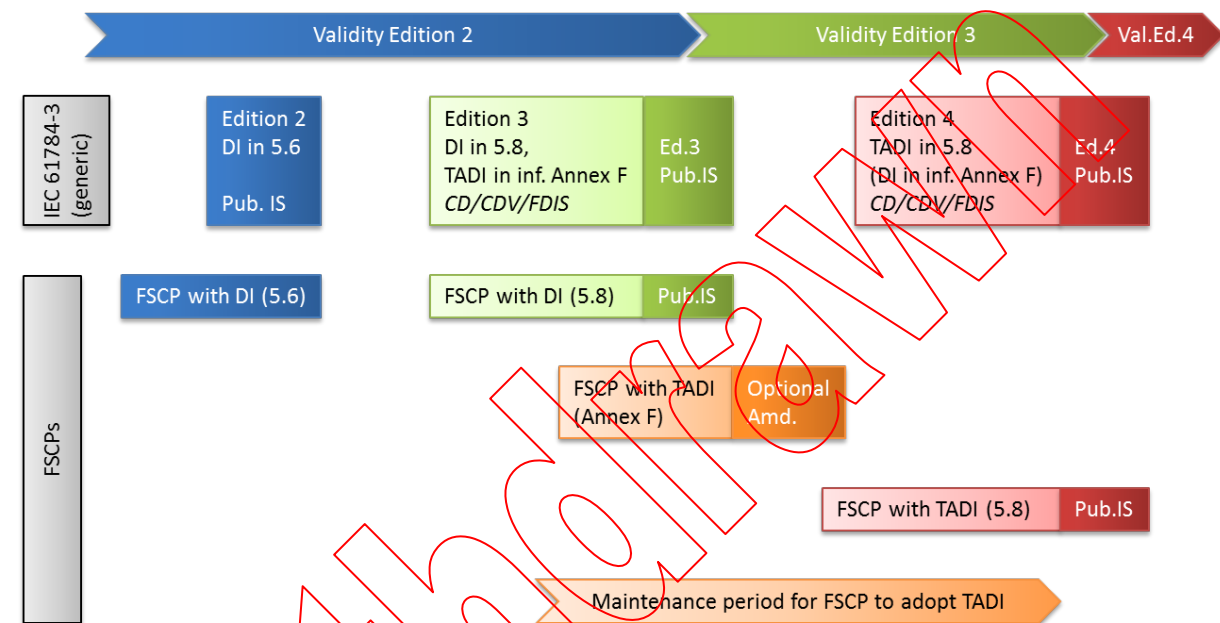 Validity Edition 2
Validity Edition 3
Val.Ed.4
IEC 61784-3
(generic)
Edition 2
DI in 5.6
Pub. IS
Edition 3
DI in 5.8,
TADI in inf. Annex F
CD/CDV/FDIS
Ed.3
Pub.IS
Edition 4
TADI in 5.8
(DI in inf. Annex F)
CD/CDV/FDIS
Ed.4
Pub.IS
FSCPs
FSCP with DI (5.6)
FSCP with DI (5.8)
Pub.IS
FSCP with TADI
(Annex F)
Optional
Amd.
FSCP with TADI (5.8)
Pub.IS
Maintenance period for FSCP to adopt TADI
thdrawn